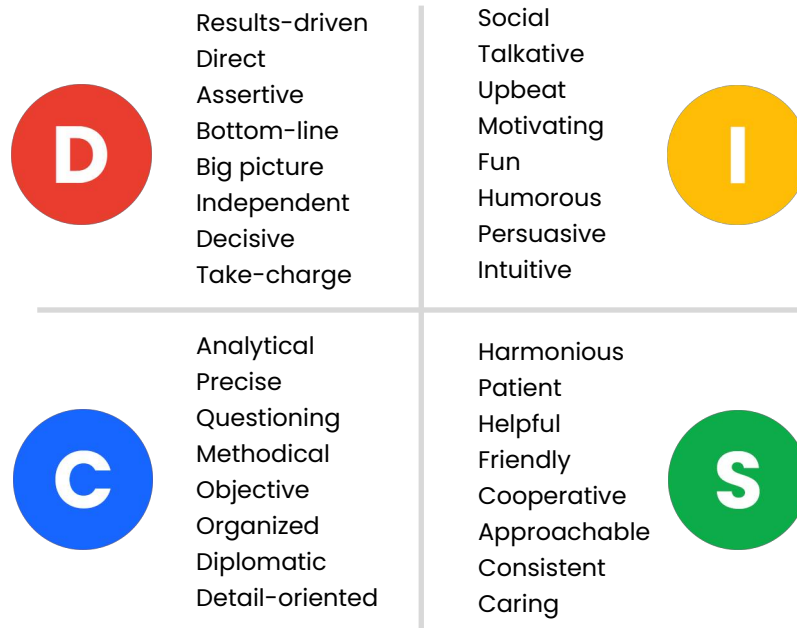 D
Results-driven
Direct
Assertive
Bottom-line
Big picture
Independent
Decisive
Take-charge
Social
Talkative
Upbeat
Motivating
Fun
Humorous
Persuasive
Intuitive
I
C
Analytical
Precise
Questioning
Methodical
Objective
Organized
Diplomatic
Detail-oriented
Harmonious
Patient
Helpful
Friendly
Cooperative
Approachable
Consistent
Caring
S